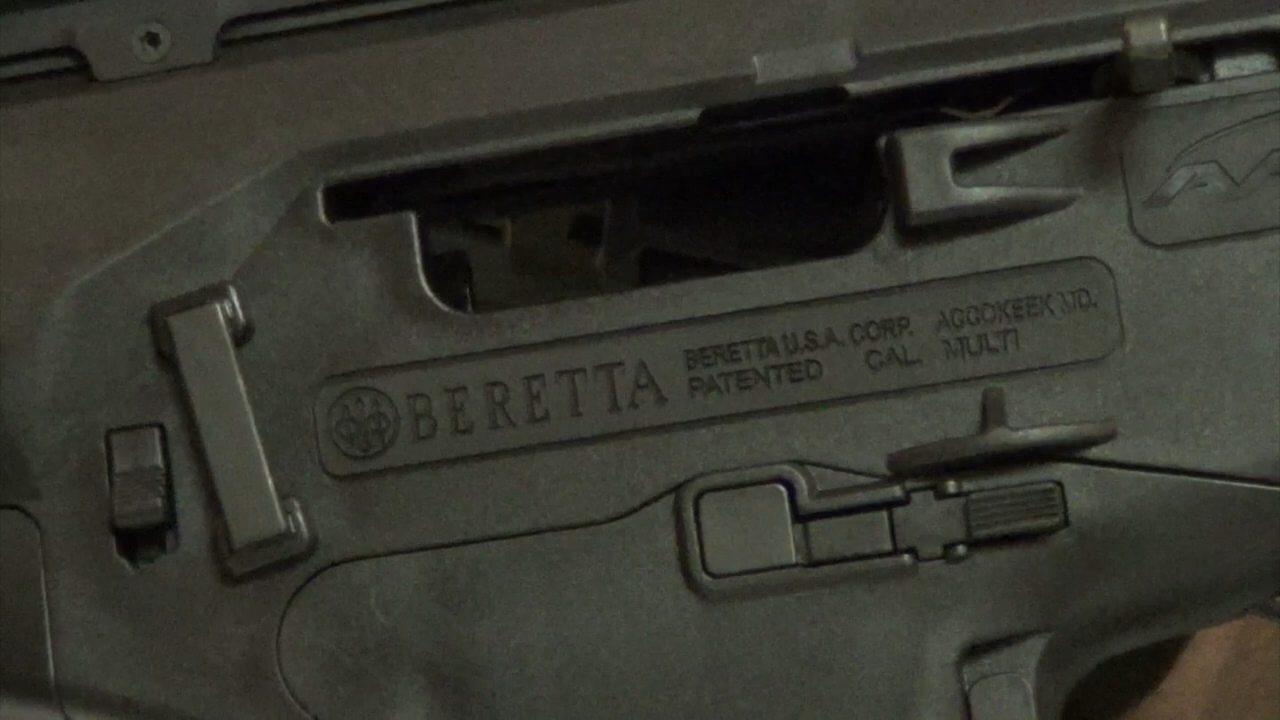 BERETTA
BERETTA U.S.A. CORP. ACCOKEEK MD.
PATENTED CAL. MULTI